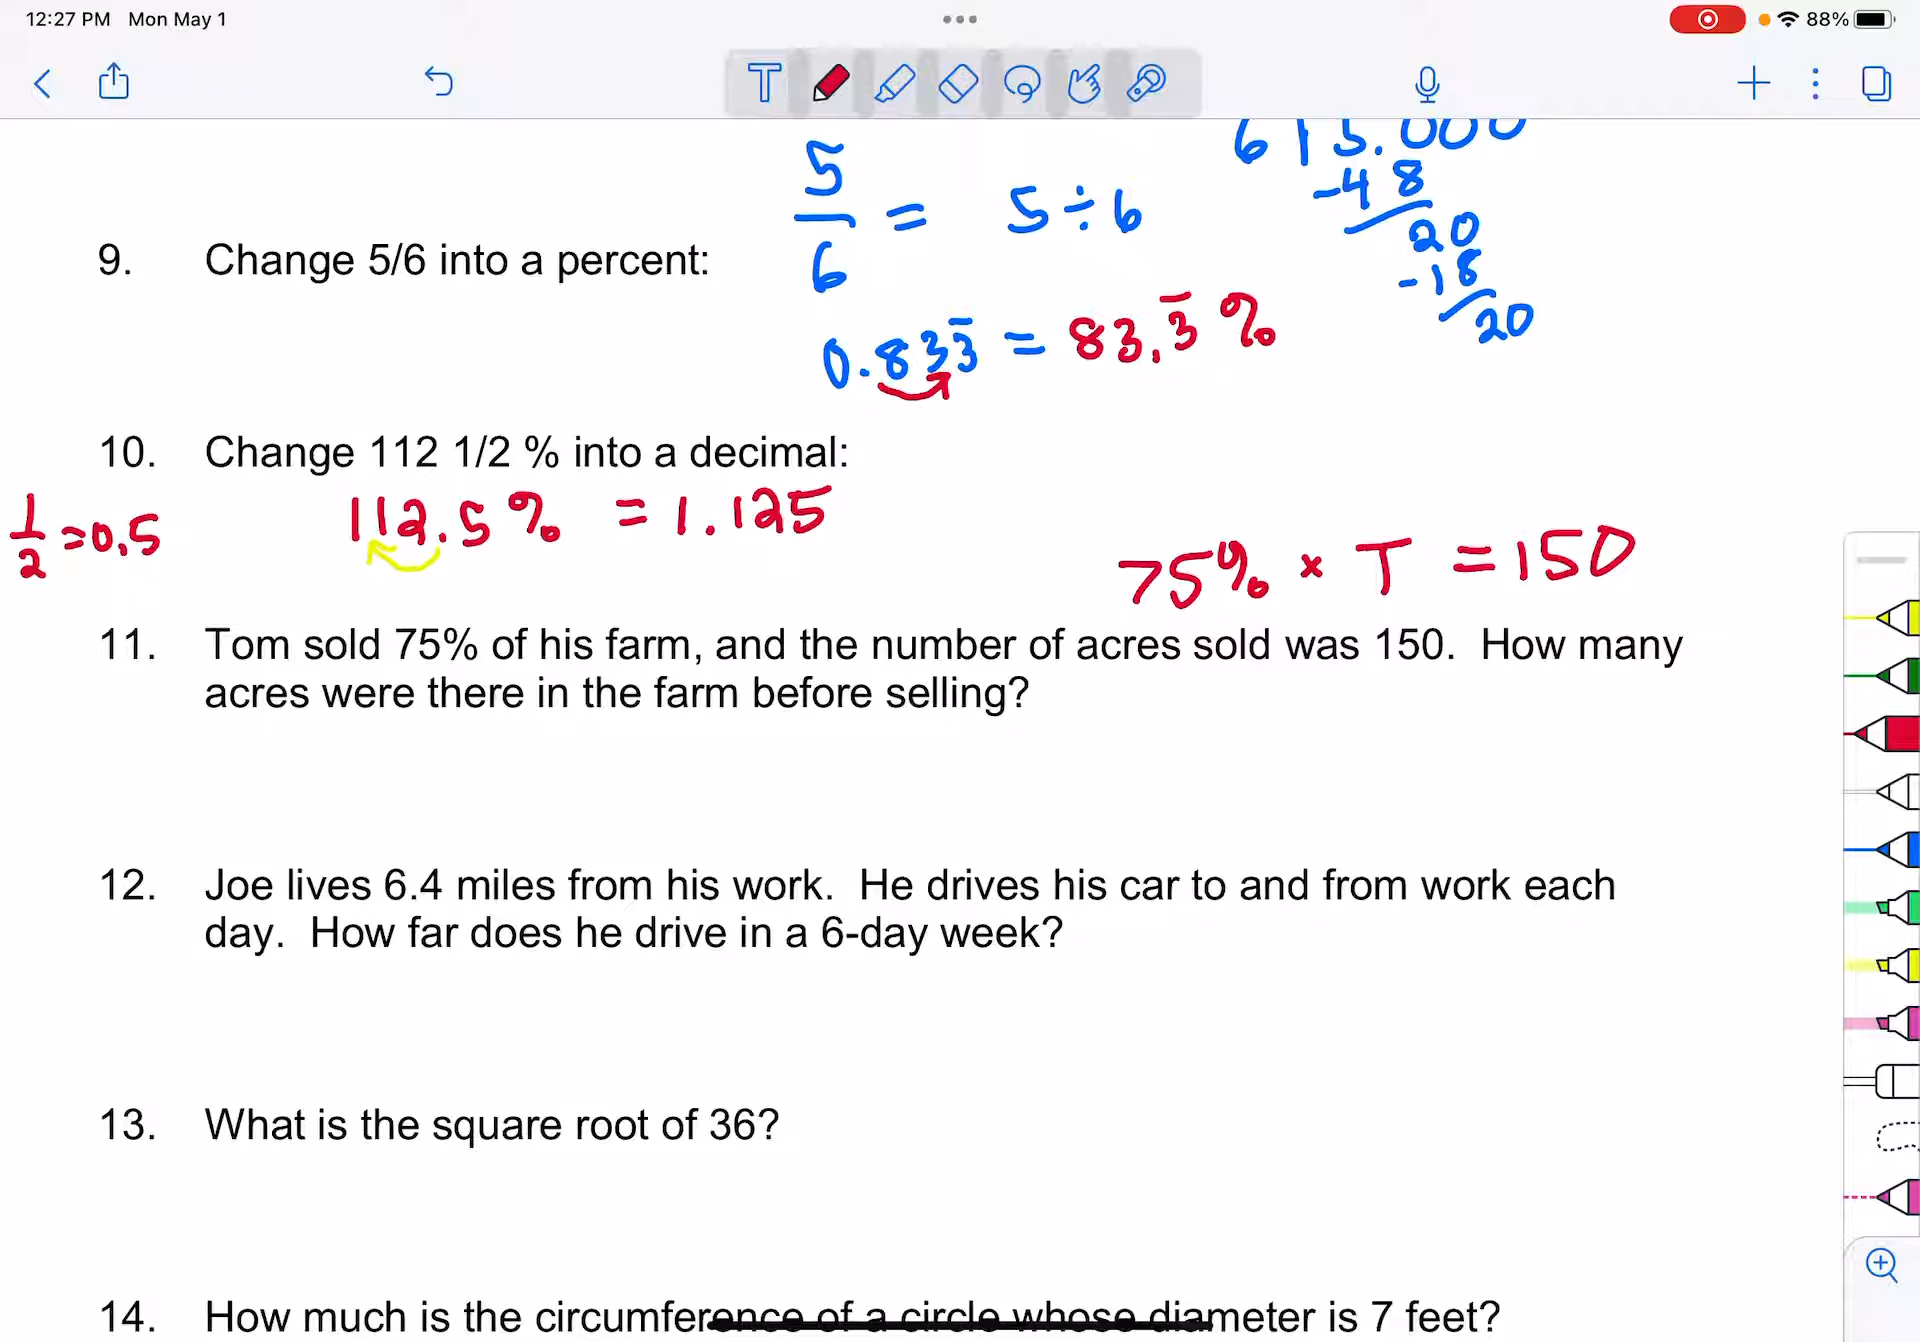 12:27 PM Mon May 1
88%
T
6 | 5.000
-48
20
-18
20
5/6 = 5 ÷ 6
9. Change 5/6 into a percent:
0.833̅ = 83.3̅ %
10. Change 112 1/2 % into a decimal:
1/2 = 0.5
112.5% = 1.125
75% × T = 150
11. Tom sold 75% of his farm, and the number of acres sold was 150. How many
acres were there in the farm before selling?
12. Joe lives 6.4 miles from his work. He drives his car to and from work each
day. How far does he drive in a 6-day week?
13. What is the square root of 36?
14. How much is the circumference of a circle whose diameter is 7 feet?